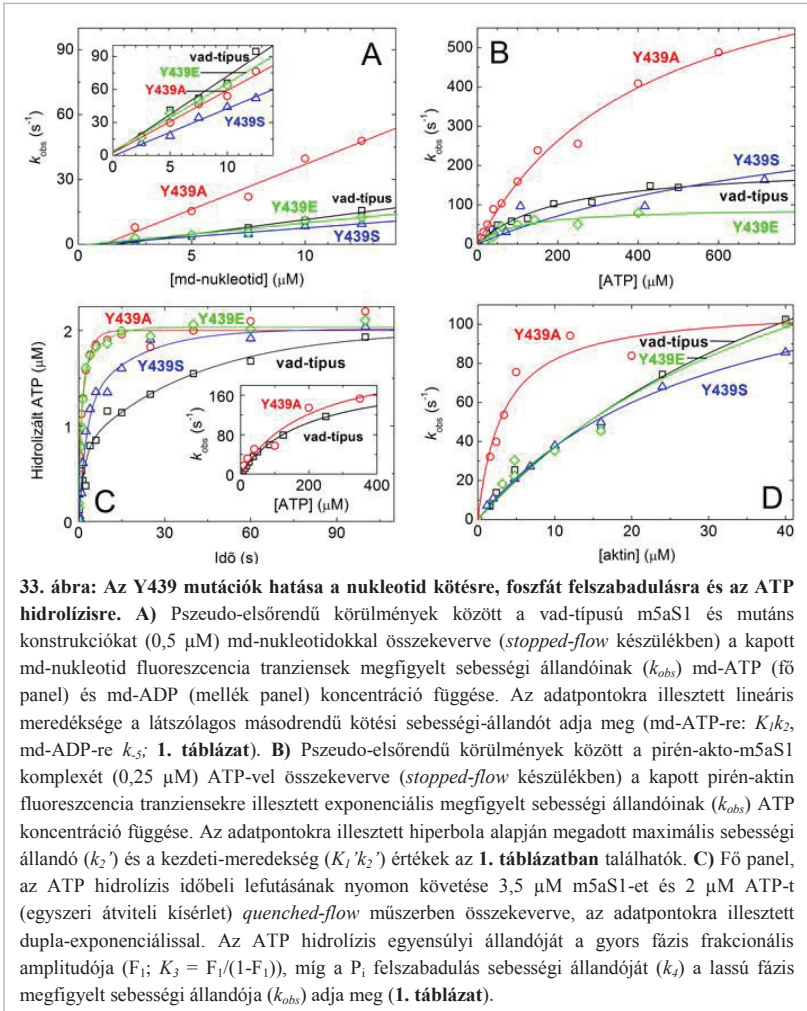 A
90
75
60
45
30
15
0
k_obs (s⁻¹)
90
60
30
0
0
5
10
vad-típus
Y439E
Y439A
Y439S
Y439A
vad-típus
Y439E
Y439S
0
5
10
[md-nukleotid] (µM)
B
500
400
300
200
100
0
k_obs (s⁻¹)
Y439A
Y439S
vad-típus
Y439E
0
200
400
600
[ATP] (µM)
C
2
1
0
Hidrolizált ATP (µM)
Y439A
Y439E
Y439S
vad-típus
160
80
0
k_obs (s⁻¹)
Y439A
vad-típus
0
200
400
[ATP] (µM)
0
30
60
90
Idő (s)
D
100
80
60
40
20
0
k_obs (s⁻¹)
Y439A
vad-típus
Y439E
Y439S
0
10
20
30
40
[aktin] (µM)
33. ábra: Az Y439 mutációk hatása a nukleotid kötésre, foszfát felszabadulásra és az ATP
hidrolízisre. A) Pszeudo-elsőrendű körülmények között a vad-típusú m5aS1 és mutáns
konstrukciókat (0,5 µM) md-nukleotidokkal összekeverve (stopped-flow készülékben) a kapott
md-nukleotid fluoreszcencia tranziensek megfigyelt sebességi állandóinak (k_obs) md-ATP (fő
panel) és md-ADP (mellék panel) koncentráció függése. Az adatpontokra illesztett lineáris
meredéksége a látszólagos másodrendű kötési sebességi-állandót adja meg (md-ATP-re: K₁k₂,
md-ADP-re k₋₅; 1. táblázat). B) Pszeudo-elsőrendű körülmények között a pirén-akto-m5aS1
komplexét (0,25 µM) ATP-vel összekeverve (stopped-flow készülékben) a kapott pirén-aktin
fluoreszcencia tranziensekre illesztett exponenciális megfigyelt sebességi állandóinak (k_obs) ATP
koncentráció függése. Az adatpontokra illesztett hiperbola alapján megadott maximális sebességi
állandó (k₂’) és a kezdeti-meredekség (K₁’k₂’) értékek az 1. táblázatban találhatók. C) Fő panel,
az ATP hidrolízis időbeli lefutásának nyomon követése 3,5 µM m5aS1-et és 2 µM ATP-t
(egyszeri átviteli kísérlet) quenched-flow műszerben összekeverve, az adatpontokra illesztett
dupla-exponenciálissal. Az ATP hidrolízis egyensúlyi állandóját a gyors fázis frakcionális
amplitudója (F₁; K₃ = F₁/(1-F₁)), míg a Pᵢ felszabadulás sebességi állandóját (k₄) a lassú fázis
megfigyelt sebességi állandója (k_obs) adja meg (1. táblázat).